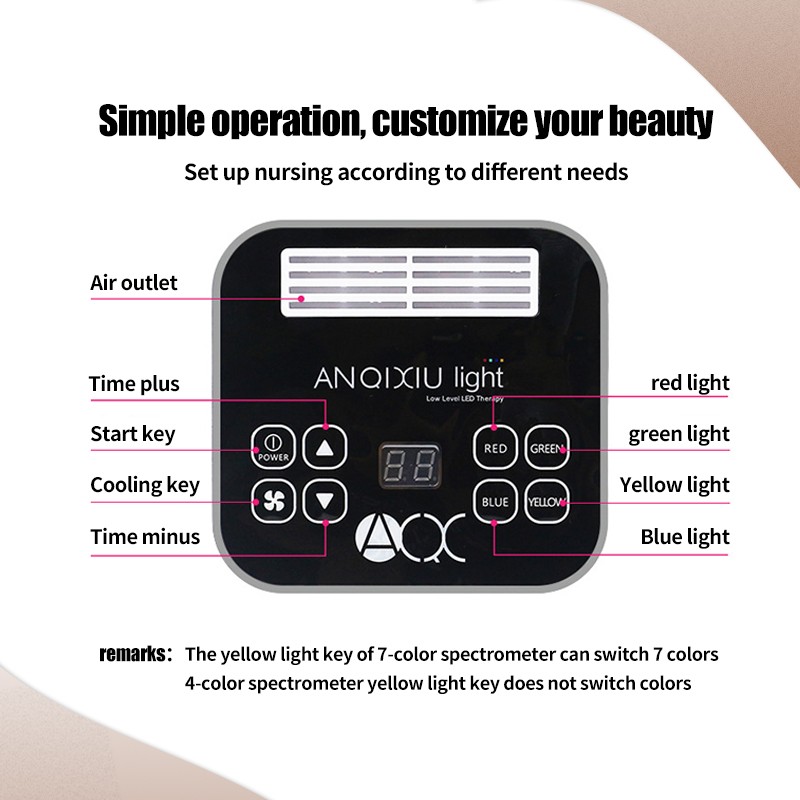 Simple operation, customize your beauty
Set up nursing according to different needs
Air outlet
ANQIXIU light
Low Level LED Therapy
Time plus
red light
Start key
green light
POWER
RED
GREEN
Cooling key
Yellow light
88
BLUE
YELLOW
Time minus
Blue light
AQX
remarks: The yellow light key of 7-color spectrometer can switch 7 colors
4-color spectrometer yellow light key does not switch colors